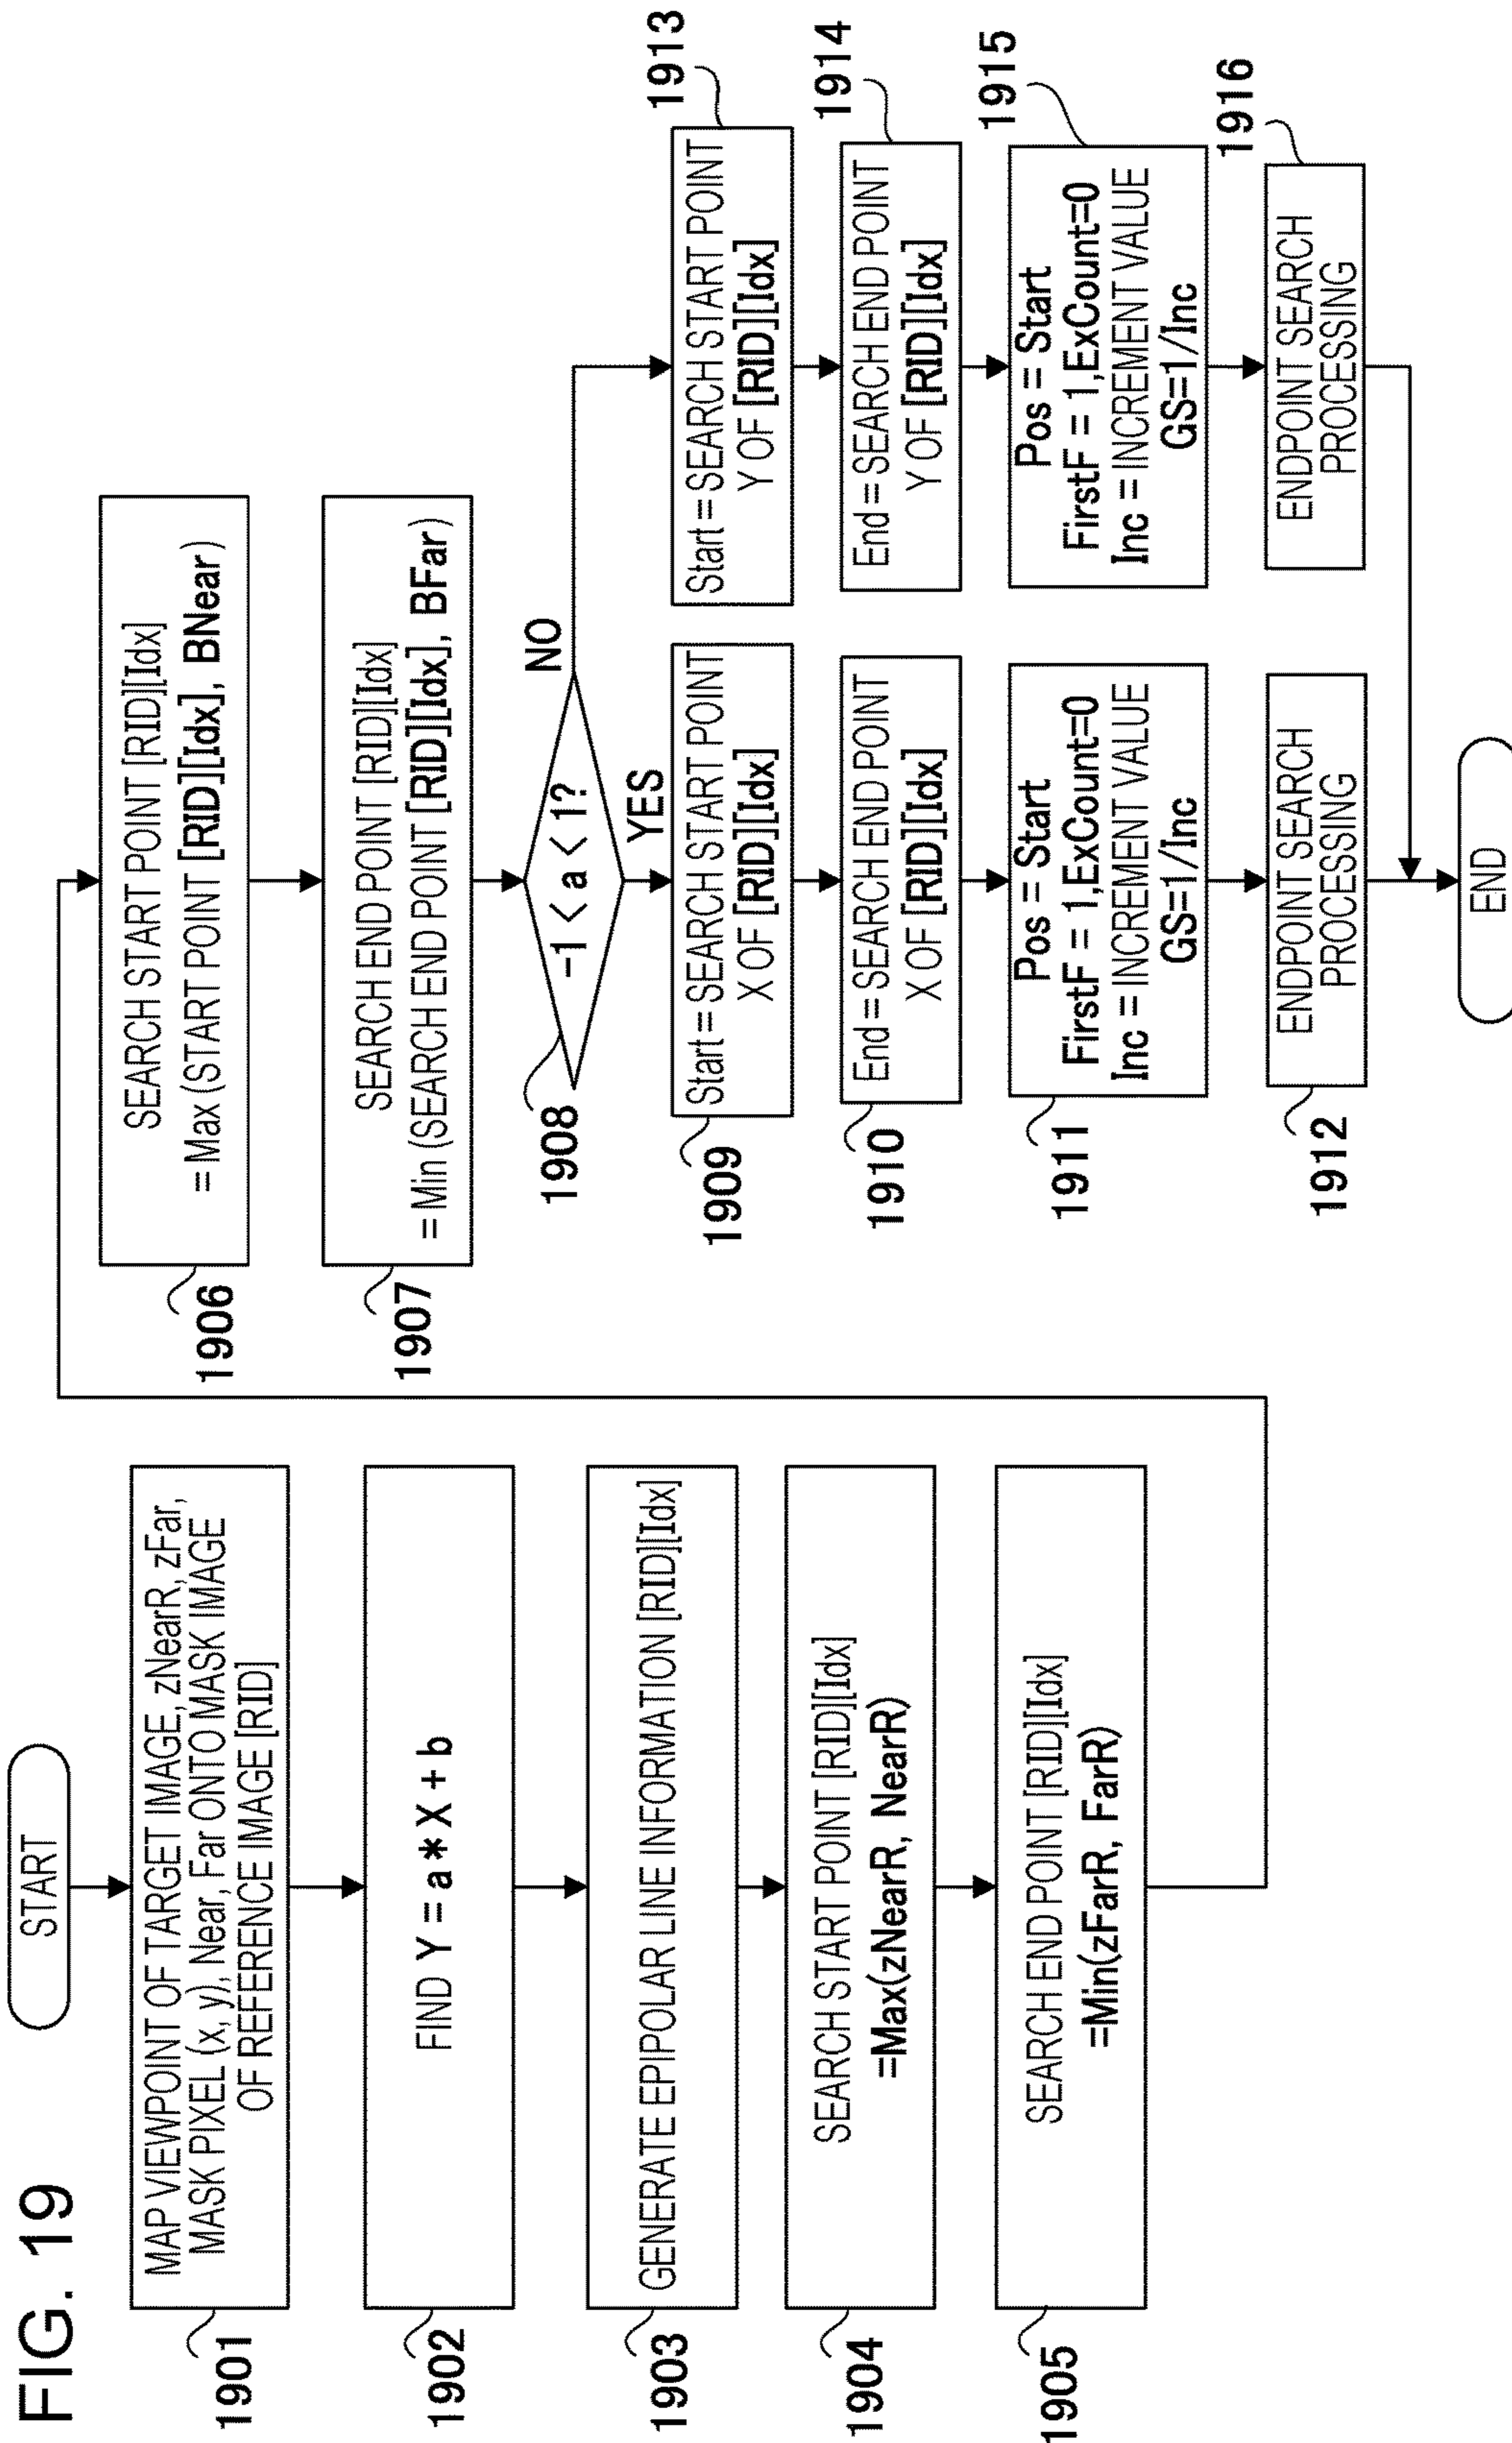 FIG. 19
START
1901
MAP VIEWPOINT OF TARGET IMAGE, zNearR, zFar,
MASK PIXEL (x, y), Near, Far ONTO MASK IMAGE
OF REFERENCE IMAGE [RID]
1902
FIND Y = a * X + b
1903
GENERATE EPIPOLAR LINE INFORMATION [RID][Idx]
1904
SEARCH START POINT [RID][Idx]
=Max(zNearR, NearR)
1905
SEARCH END POINT [RID][Idx]
=Min(zFarR, FarR)
1906
SEARCH START POINT [RID][Idx]
= Max (START POINT [RID][Idx], BNear)
1907
SEARCH END POINT [RID][Idx]
= Min (SEARCH END POINT [RID][Idx], BFar)
1908
-1 < a < 1?
NO
YES
1909
Start = SEARCH START POINT
X OF [RID][Idx]
1910
End = SEARCH END POINT
X OF [RID][Idx]
1911
Pos = Start
FirstF = 1,ExCount=0
Inc = INCREMENT VALUE
GS=1/Inc
1912
ENDPOINT SEARCH
PROCESSING
1913
Start = SEARCH START POINT
Y OF [RID][Idx]
1914
End = SEARCH END POINT
Y OF [RID][Idx]
1915
Pos = Start
FirstF = 1,ExCount=0
Inc = INCREMENT VALUE
GS=1/Inc
1916
ENDPOINT SEARCH
PROCESSING
END